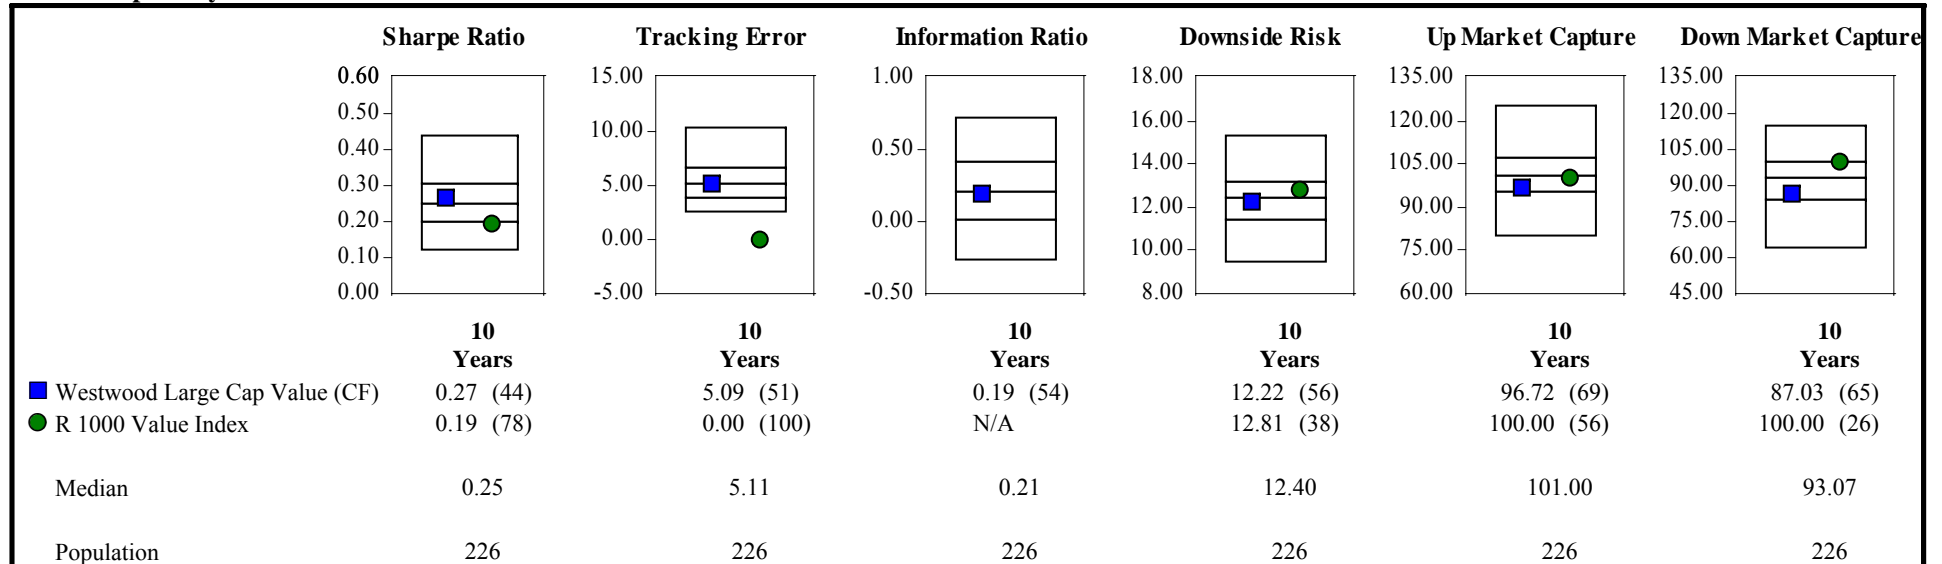 Sharpe Ratio Tracking Error Information Ratio Downside Risk Up Market Capture Down Market Capture
0.60 15.00 1.00 18.00 135.00 135.00
0.50 16.00 120.00 120.00
10.00
0.40 0.50 14.00 105.00 105.00
0.30 5.00 90.00
0.20 0.00 12.00 90.00 75.00
0.00
0.10 10.00 75.00 60.00
0.00 -5.00 -0.50 8.00 60.00 45.00
10 10 10 10 10 10
Years Years Years Years Years Years
Westwood Large Cap Value (CF) 0.27 (44) 5.09 (51) 0.19 (54) 12.22 (56) 96.72 (69) 87.03 (65)
R 1000 Value Index 0.19 (78) 0.00 (100) N/A 12.81 (38) 100.00 (56) 100.00 (26)
Median 0.25 5.11 0.21 12.40 101.00 93.07
Population 226 226 226 226 226 226